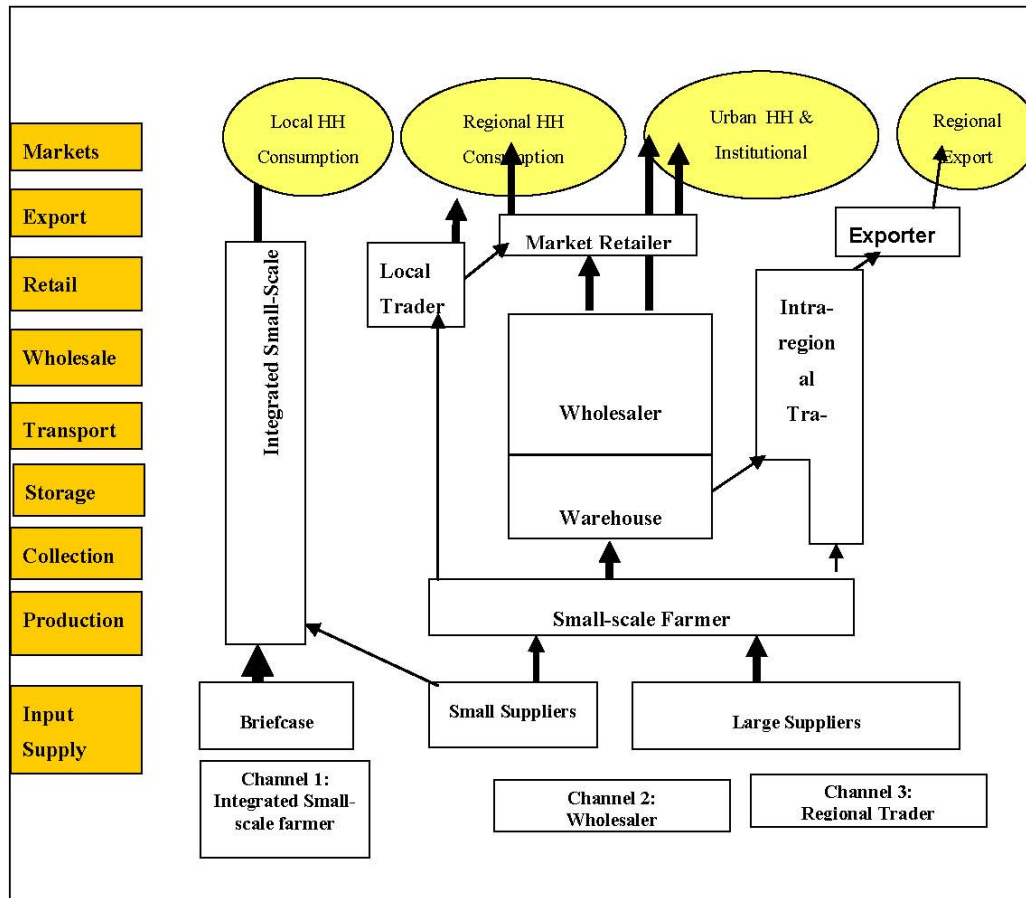 Markets
Export
Retail
Wholesale
Transport
Storage
Collection
Production
Input
Supply
Local HH
Consumption
Regional HH
Consumption
Urban HH &
Institutional
Regional
Export
Integrated Small-Scale
Local
Trader
Market Retailer
Exporter
Intra-
region
al
Tra-
Wholesaler
Warehouse
Small-scale Farmer
Briefcase
Small Suppliers
Large Suppliers
Channel 1:
Integrated Small-
scale farmer
Channel 2:
Wholesaler
Channel 3:
Regional Trader